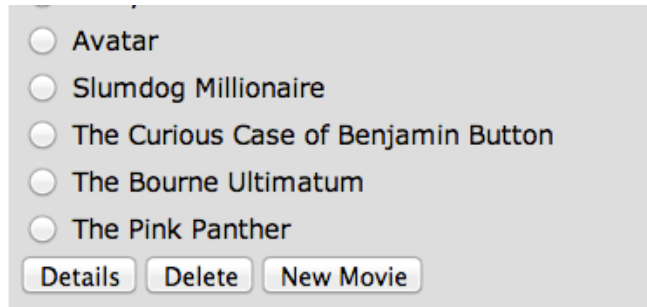 Avatar
Slumdog Millionaire
The Curious Case of Benjamin Button
The Bourne Ultimatum
The Pink Panther
Details Delete New Movie